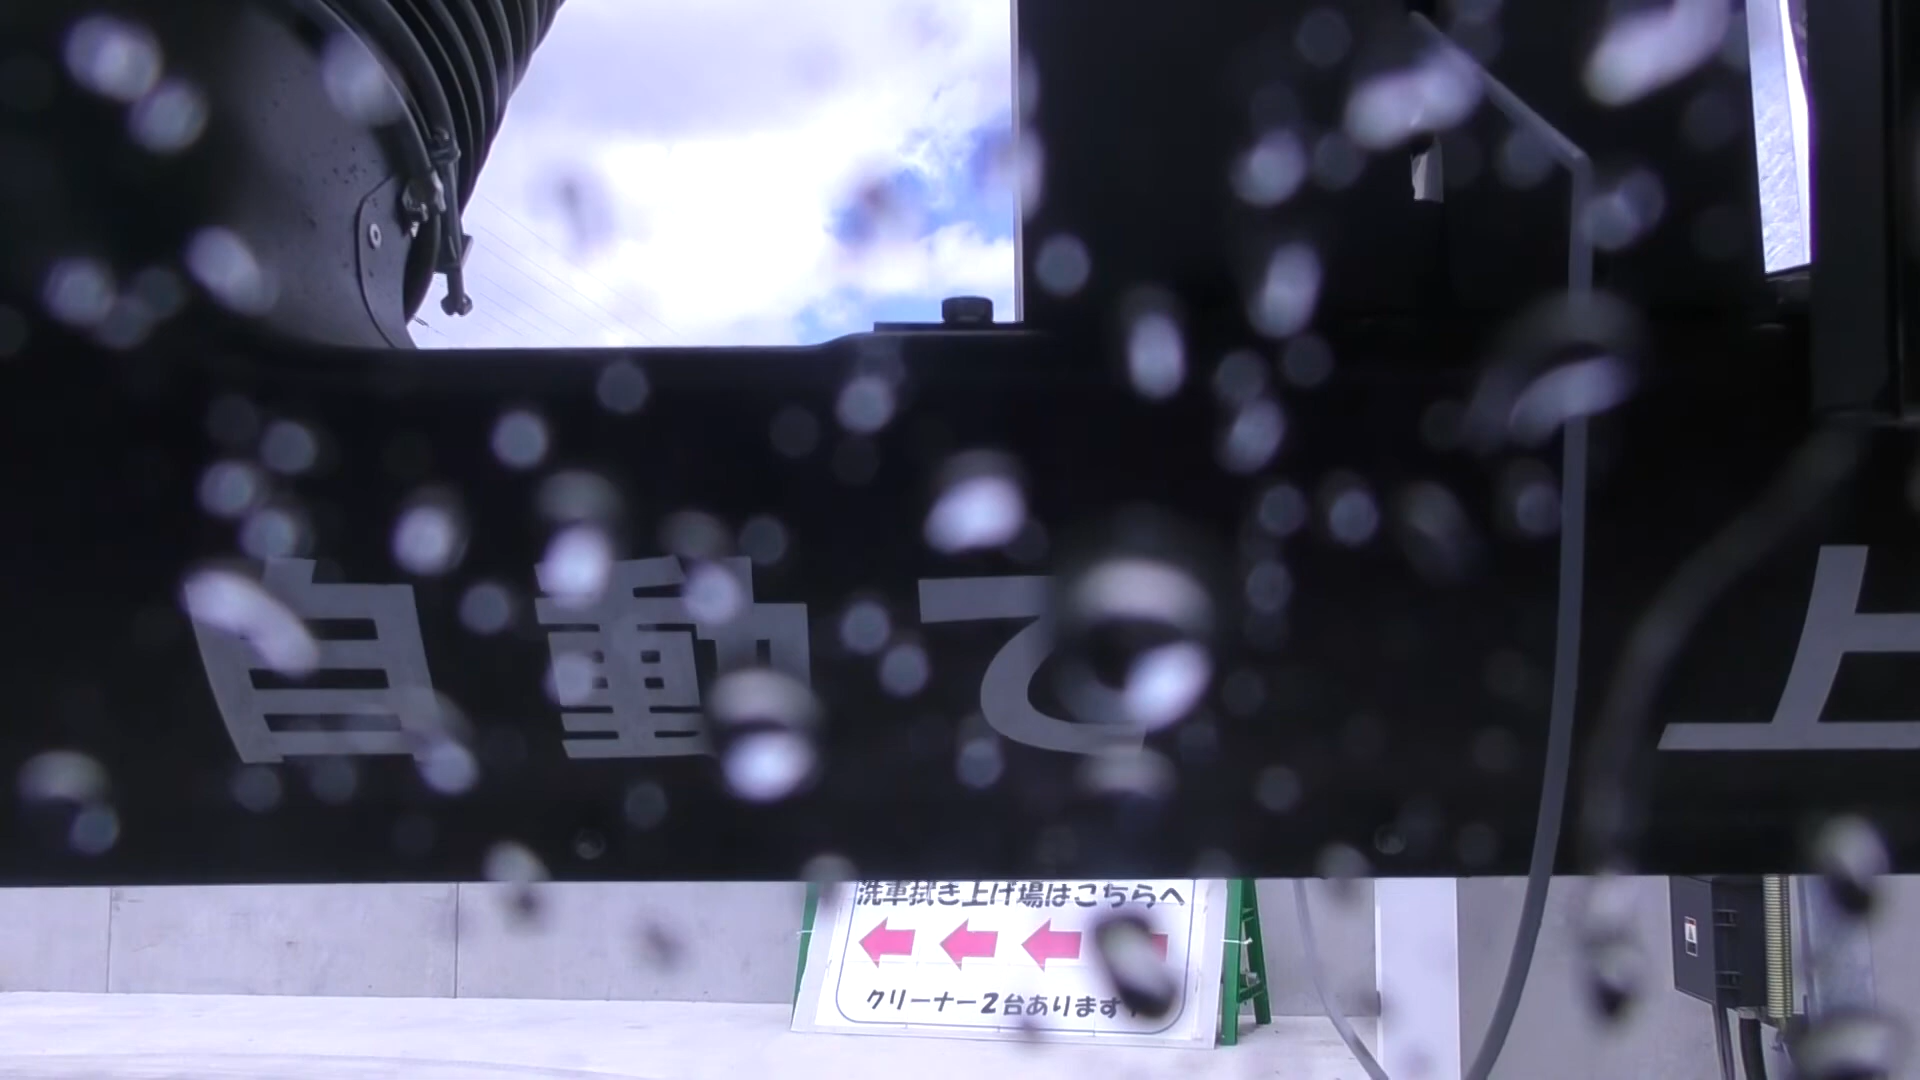 自動で 上
洗車拭き上げ場はこちらへ
クリーナー2台あります